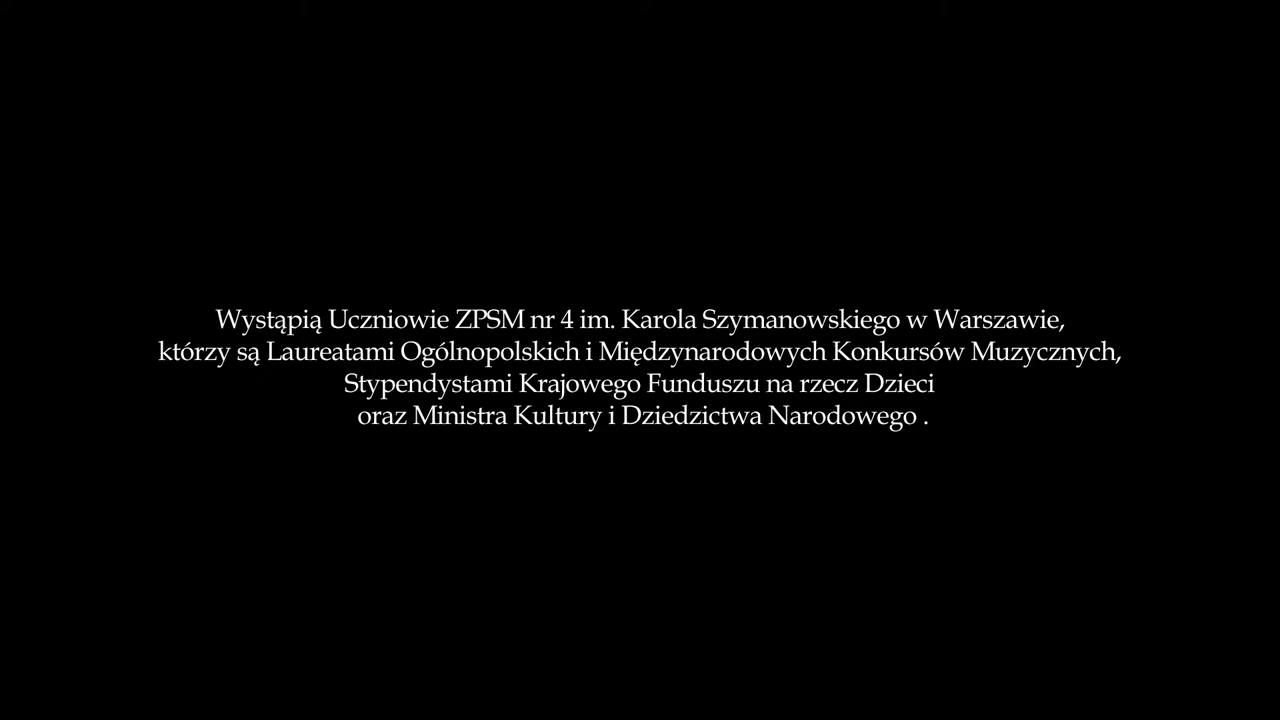 Wystąpią Uczniowie ZPSM nr 4 im. Karola Szymanowskiego w Warszawie,
którzy są Laureatami Ogólnopolskich i Międzynarodowych Konkursów Muzycznych,
Stypendystami Krajowego Funduszu na rzecz Dzieci
oraz Ministra Kultury i Dziedzictwa Narodowego .